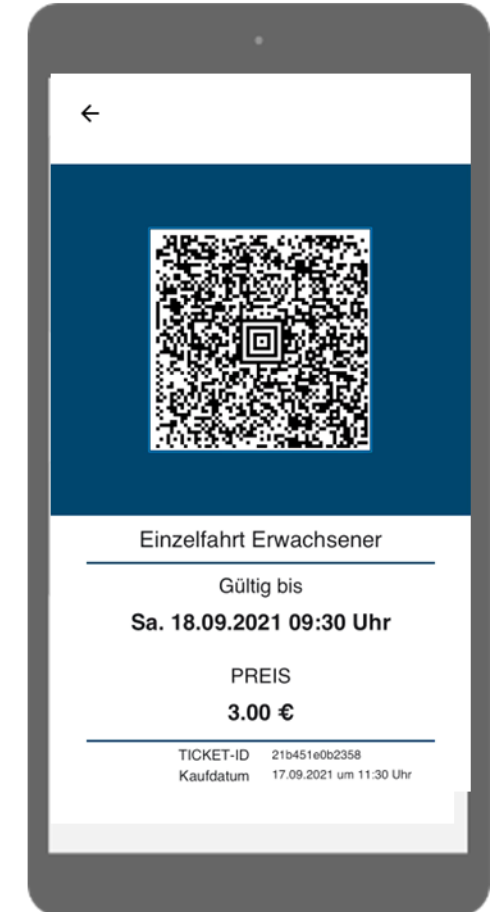 Einzelfahrt Erwachsener
Gültig bis
Sa. 18.09.2021 09:30 Uhr
PREIS
3.00 €
TICKET-ID 21b451e0b2358
Kaufdatum 17.09.2021 um 11:30 Uhr